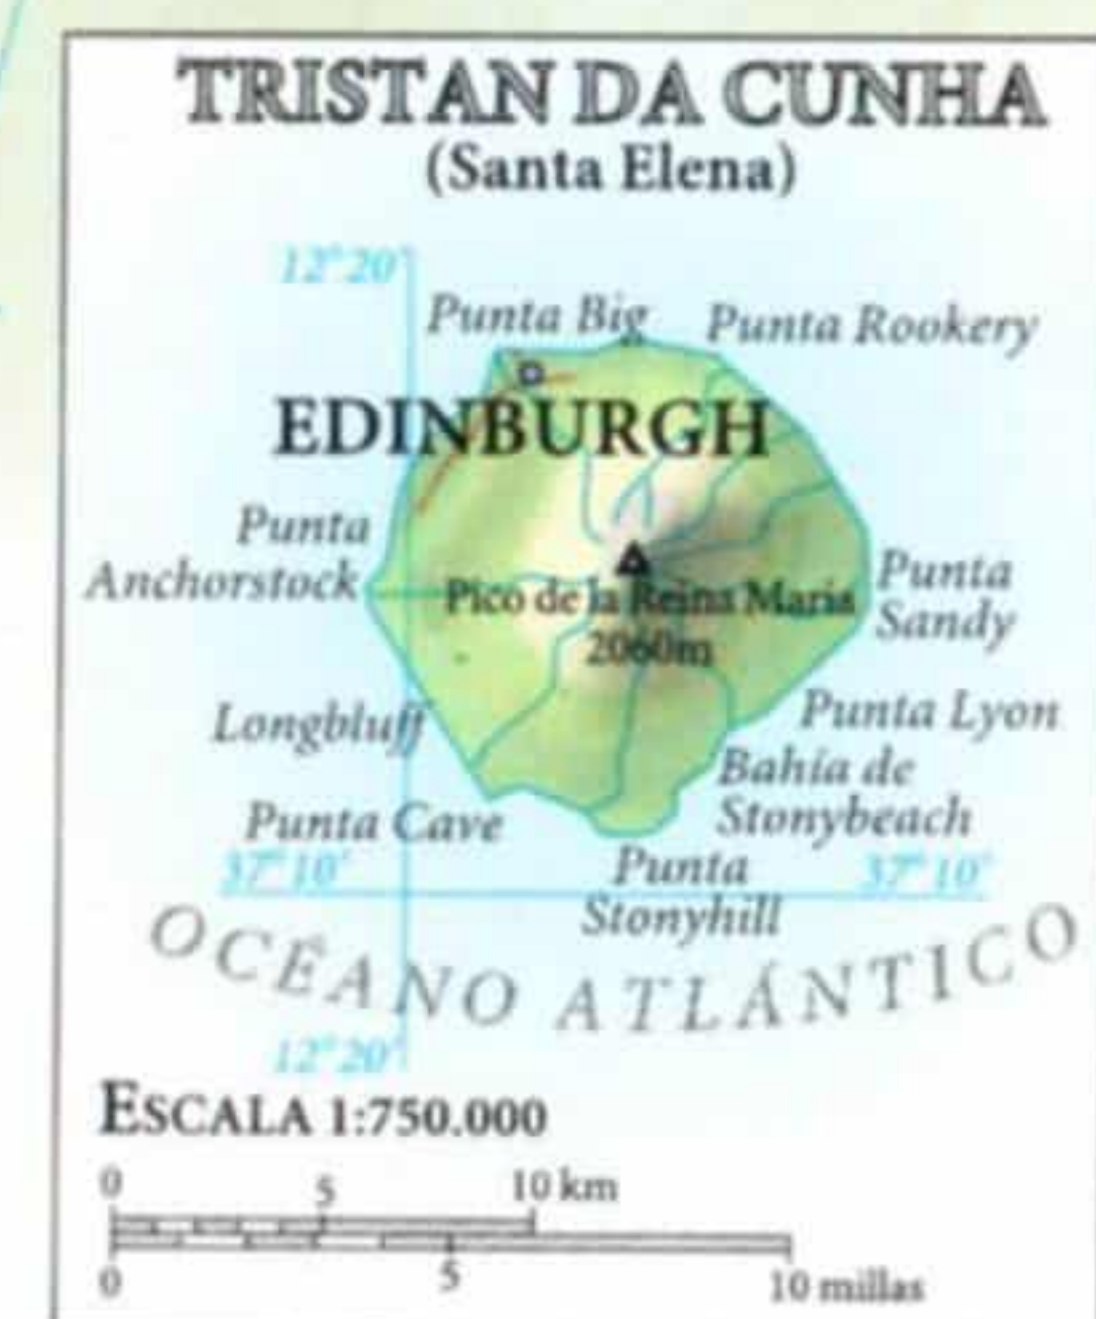 TRISTAN DA CUNHA
(Santa Elena)
12°20'
Punta Big
Punta Rookery
EDINBURGH
Punta
Anchorstock
Pico de la Reina Maria
2060m
Punta
Sandy
Longbluff
Punta Lyon
Bahía de
Stonybeach
Punta Cave
37°10'
37°10'
Punta
Stonyhill
OCÉANO ATLÁNTICO
12°20'
ESCALA 1:750.000
0 5 10 km
0 5 10 millas